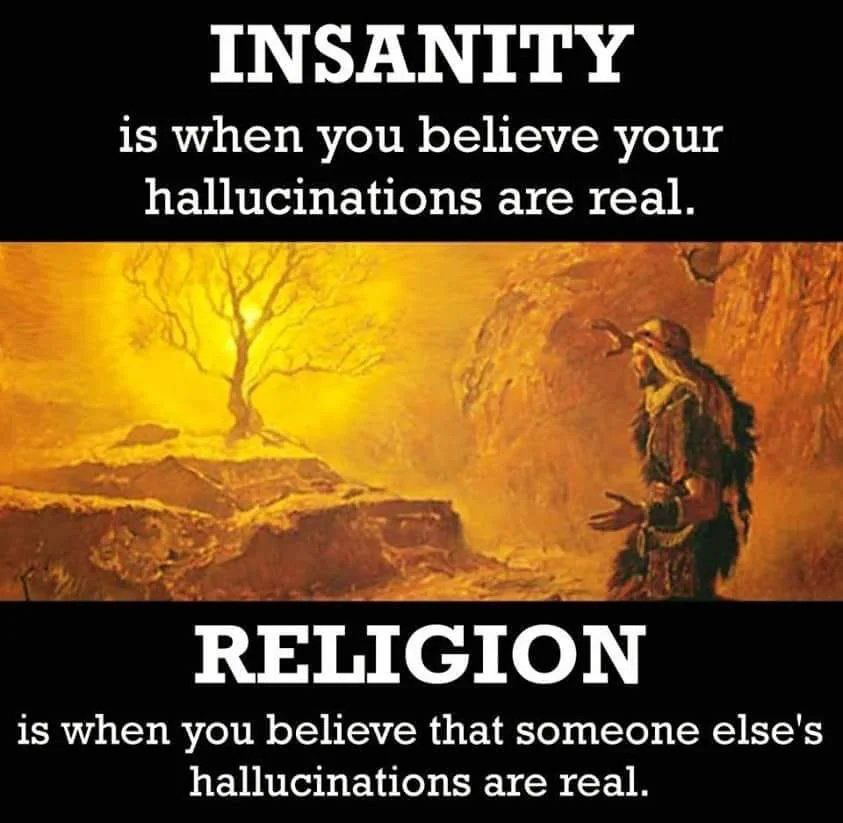 INSANITY
is when you believe your
hallucinations are real.
RELIGION
is when you believe that someone else's
hallucinations are real.